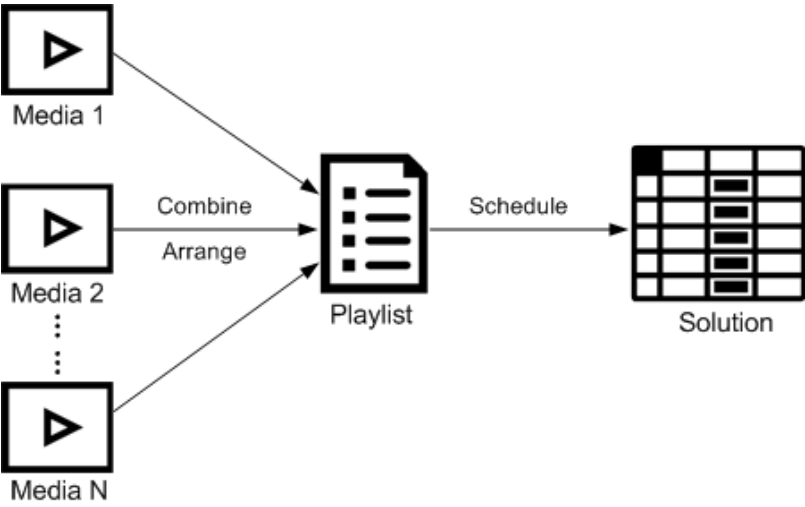 Media 1
Combine
Arrange
Schedule
Media 2
Playlist
Solution
Media N